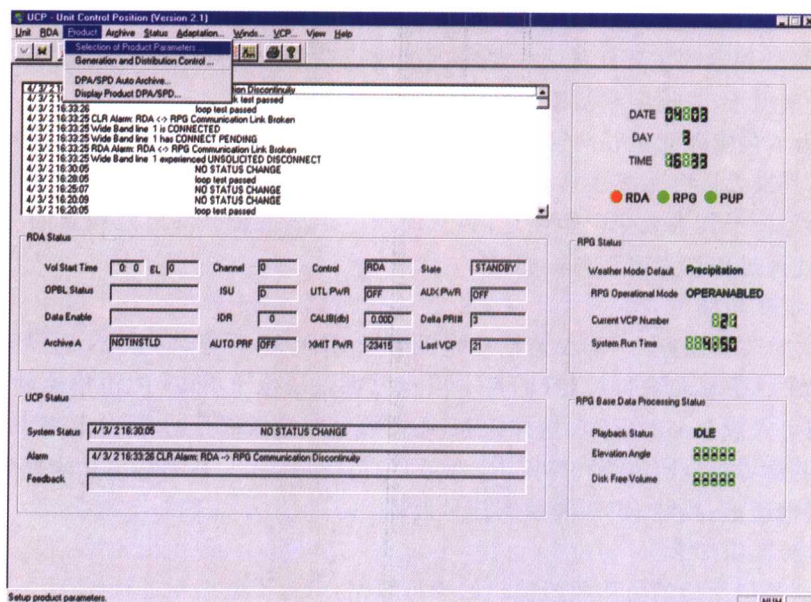 UCP - Unit Control Position (Version 2.1)
Unit RDA Product Archive Status Adaptation... Winds... VCP... View Help
Selection of Product Parameters ...
Generation and Distribution Control ...
DPA/SPD Auto Archive...
Display Product DPA/SPD...
Discontinuity
test passed
4/ 3/ 2 16:33:26 loop test passed
4/ 3/ 2 16:33:25 CLR Alarm: RDA <-> RPG Communication Link Broken
4/ 3/ 2 16:33:25 Wide Band line 1 is CONNECTED
4/ 3/ 2 16:33:25 Wide Band line 1 has CONNECT PENDING
4/ 3/ 2 16:33:25 RDA Alarm: RDA <-> RPG Communication Link Broken
4/ 3/ 2 16:33:25 Wide Band line 1 experienced UNSOLICITED DISCONNECT
4/ 3/ 2 16:30:05 NO STATUS CHANGE
4/ 3/ 2 16:28:05 loop test passed
4/ 3/ 2 16:25:07 NO STATUS CHANGE
4/ 3/ 2 16:20:09 NO STATUS CHANGE
4/ 3/ 2 16:20:05 loop test passed
DATE 04 03
DAY 3
TIME 16 33
RDA RPG PUP
RDA Status
Vol Start Time 0: 0 EL 0 Channel 0 Control RDA State STANDBY
OPBL Status ISU D UTL PWR OFF AUX PWR OFF
Data Enable IDR 0 CALIB(db) 0.00D Delta PRI# 3
Archive A NOTINSTLD AUTO PRF OFF XMIT PWR -23415 Last VCP 21
RPG Status
Weather Mode Default Precipitation
RPG Operational Mode OPERANABLED
Current VCP Number 21
System Run Time 4:50
UCP Status
System Status 4/ 3/ 2 16:30:05 NO STATUS CHANGE
Alarm 4/ 3/ 2 16:33:26 CLR Alarm: RDA -> RPG Communication Discontinuity
Feedback
RPG Base Data Processing Status
Playback Status IDLE
Elevation Angle
Disk Free Volume
Setup product parameters.
NUM